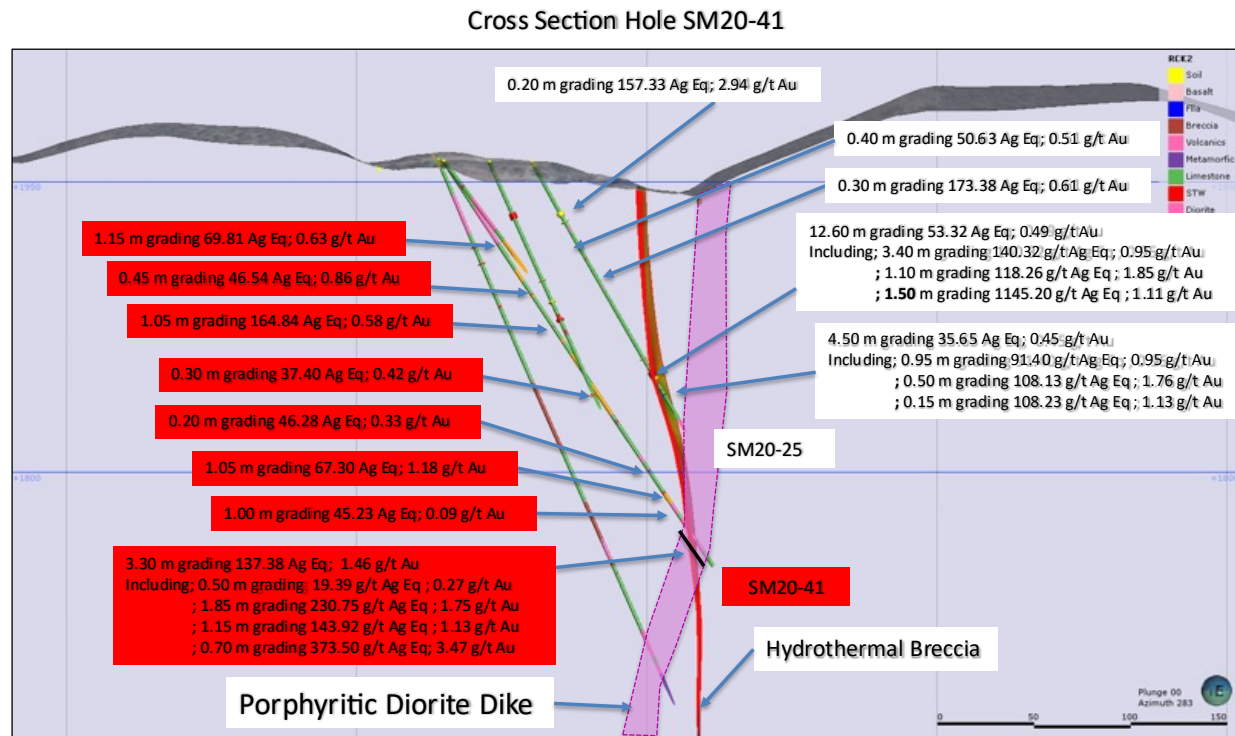 Cross Section Hole SM20-41
RCK2
Soil
Basalt
Breccia
Volcanics
Metamorfic
Limestone
STW
Diorite
0.20 m grading 157.33 Ag Eq; 2.94 g/t Au
0.40 m grading 50.63 Ag Eq; 0.51 g/t Au
0.30 m grading 173.38 Ag Eq; 0.61 g/t Au
+1950
12.60 m grading 53.32 Ag Eq; 0.49 g/t Au
Including; 3.40 m grading 140.32 g/t Ag Eq; 0.95 g/t Au
; 1.10 m grading 118.26 g/t Ag Eq ; 1.85 g/t Au
; 1.50 m grading 1145.20 g/t Ag Eq ; 1.11 g/t Au
4.50 m grading 35.65 Ag Eq; 0.45 g/t Au
Including; 0.95 m grading 91.40 g/t Ag Eq; 0.95 g/t Au
; 0.50 m grading 108.13 g/t Ag Eq ; 1.76 g/t Au
; 0.15 m grading 108.23 g/t Ag Eq ; 1.13 g/t Au
1.15 m grading 69.81 Ag Eq; 0.63 g/t Au
0.45 m grading 46.54 Ag Eq; 0.86 g/t Au
1.05 m grading 164.84 Ag Eq; 0.58 g/t Au
0.30 m grading 37.40 Ag Eq; 0.42 g/t Au
0.20 m grading 46.28 Ag Eq; 0.33 g/t Au
1.05 m grading 67.30 Ag Eq; 1.18 g/t Au
1.00 m grading 45.23 Ag Eq; 0.09 g/t Au
SM20-25
+1800
3.30 m grading 137.38 Ag Eq; 1.46 g/t Au
Including; 0.50 m grading 19.39 g/t Ag Eq ; 0.27 g/t Au
; 1.85 m grading 230.75 g/t Ag Eq ; 1.75 g/t Au
; 1.15 m grading 143.92 g/t Ag Eq ; 1.13 g/t Au
; 0.70 m grading 373.50 g/t Ag Eq; 3.47 g/t Au
SM20-41
Hydrothermal Breccia
Porphyritic Diorite Dike
Plunge 00
Azimuth 283
E
0 50 100 150